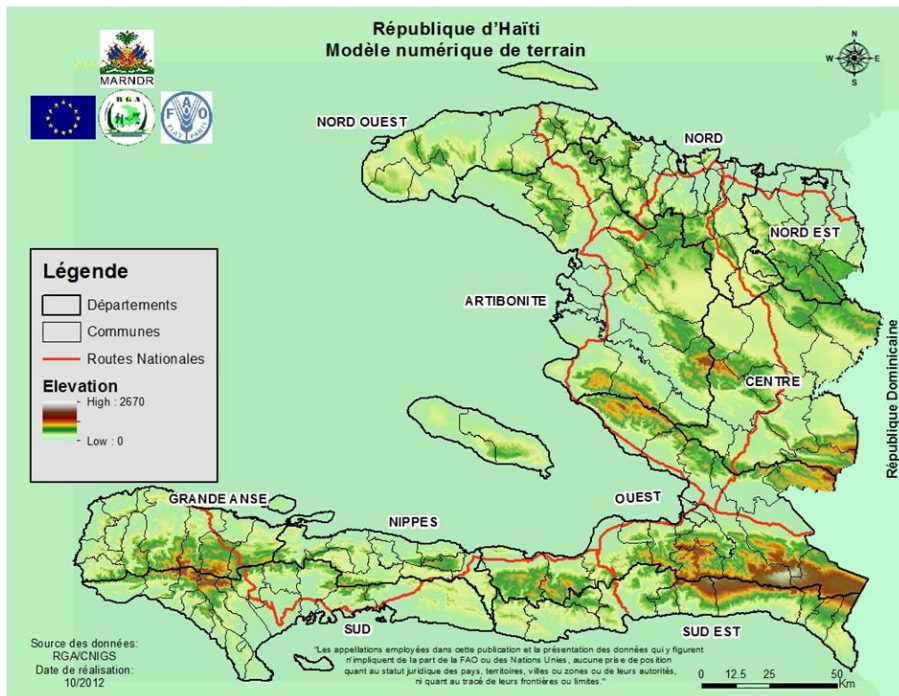 République d'Haïti
Modèle numérique de terrain
MARNDR
RGA
F A O
FIAT PANIS
N
W E
S
NORD OUEST
NORD
NORD EST
ARTIBONITE
CENTRE
République Dominicaine
Légende
Départements
Communes
Routes Nationales
Elevation
High : 2670
Low : 0
GRANDE ANSE
NIPPES
OUEST
SUD
SUD EST
Source des données:
RGA/CNIGS
Date de réalisation:
10/2012
"Les appellations employées dans cette publication et la présentation des données qui y figurent
n'impliquent de la part de la FAO ou des Nations Unies, aucune prise de position
quant au statut juridique des pays, territoires, villes ou zones ou de leurs autorités,
ni quant au tracé de leurs frontières ou limites."
0 12.5 25 50
Km